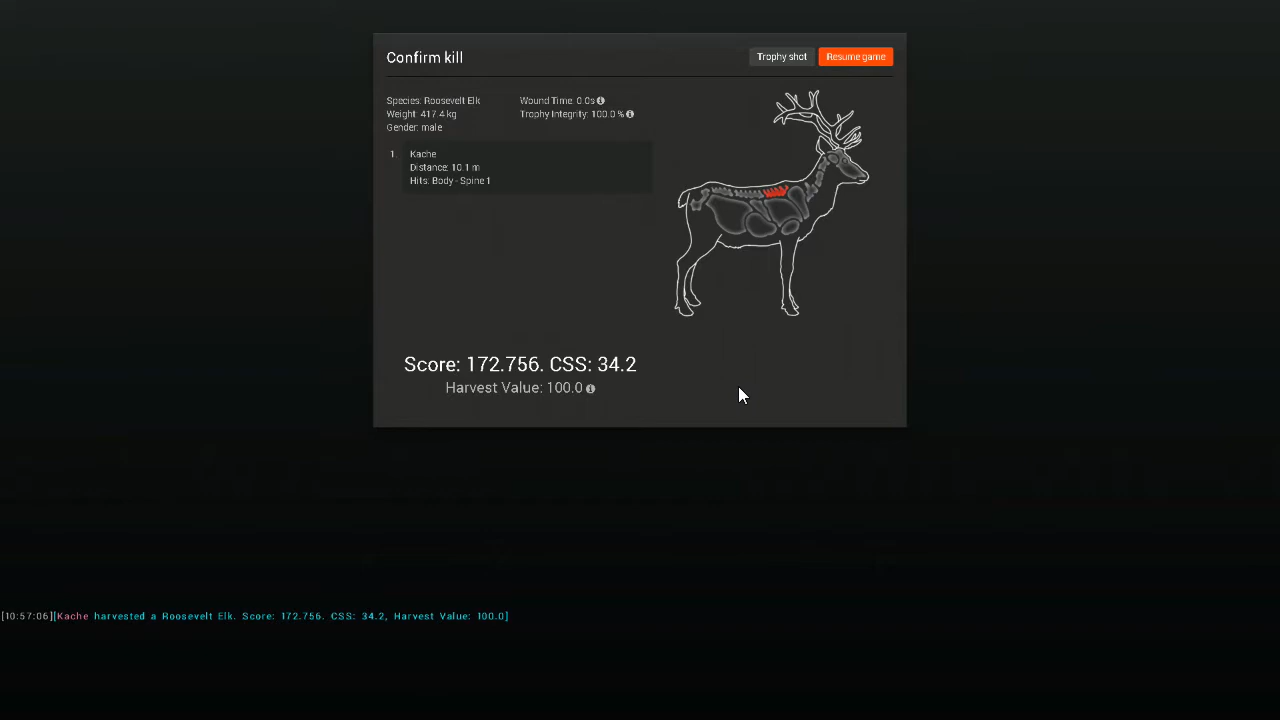 Confirm kill
Trophy shot
Resume game
Species: Roosevelt Elk
Weight: 417.4 kg
Gender: male
Wound Time: 0.0s
Trophy Integrity: 100.0 %
1. Kache
Distance: 10.1 m
Hits: Body - Spine 1
Score: 172.756. CSS: 34.2
Harvest Value: 100.0
[10:57:06][Kache harvested a Roosevelt Elk. Score: 172.756. CSS: 34.2, Harvest Value: 100.0]